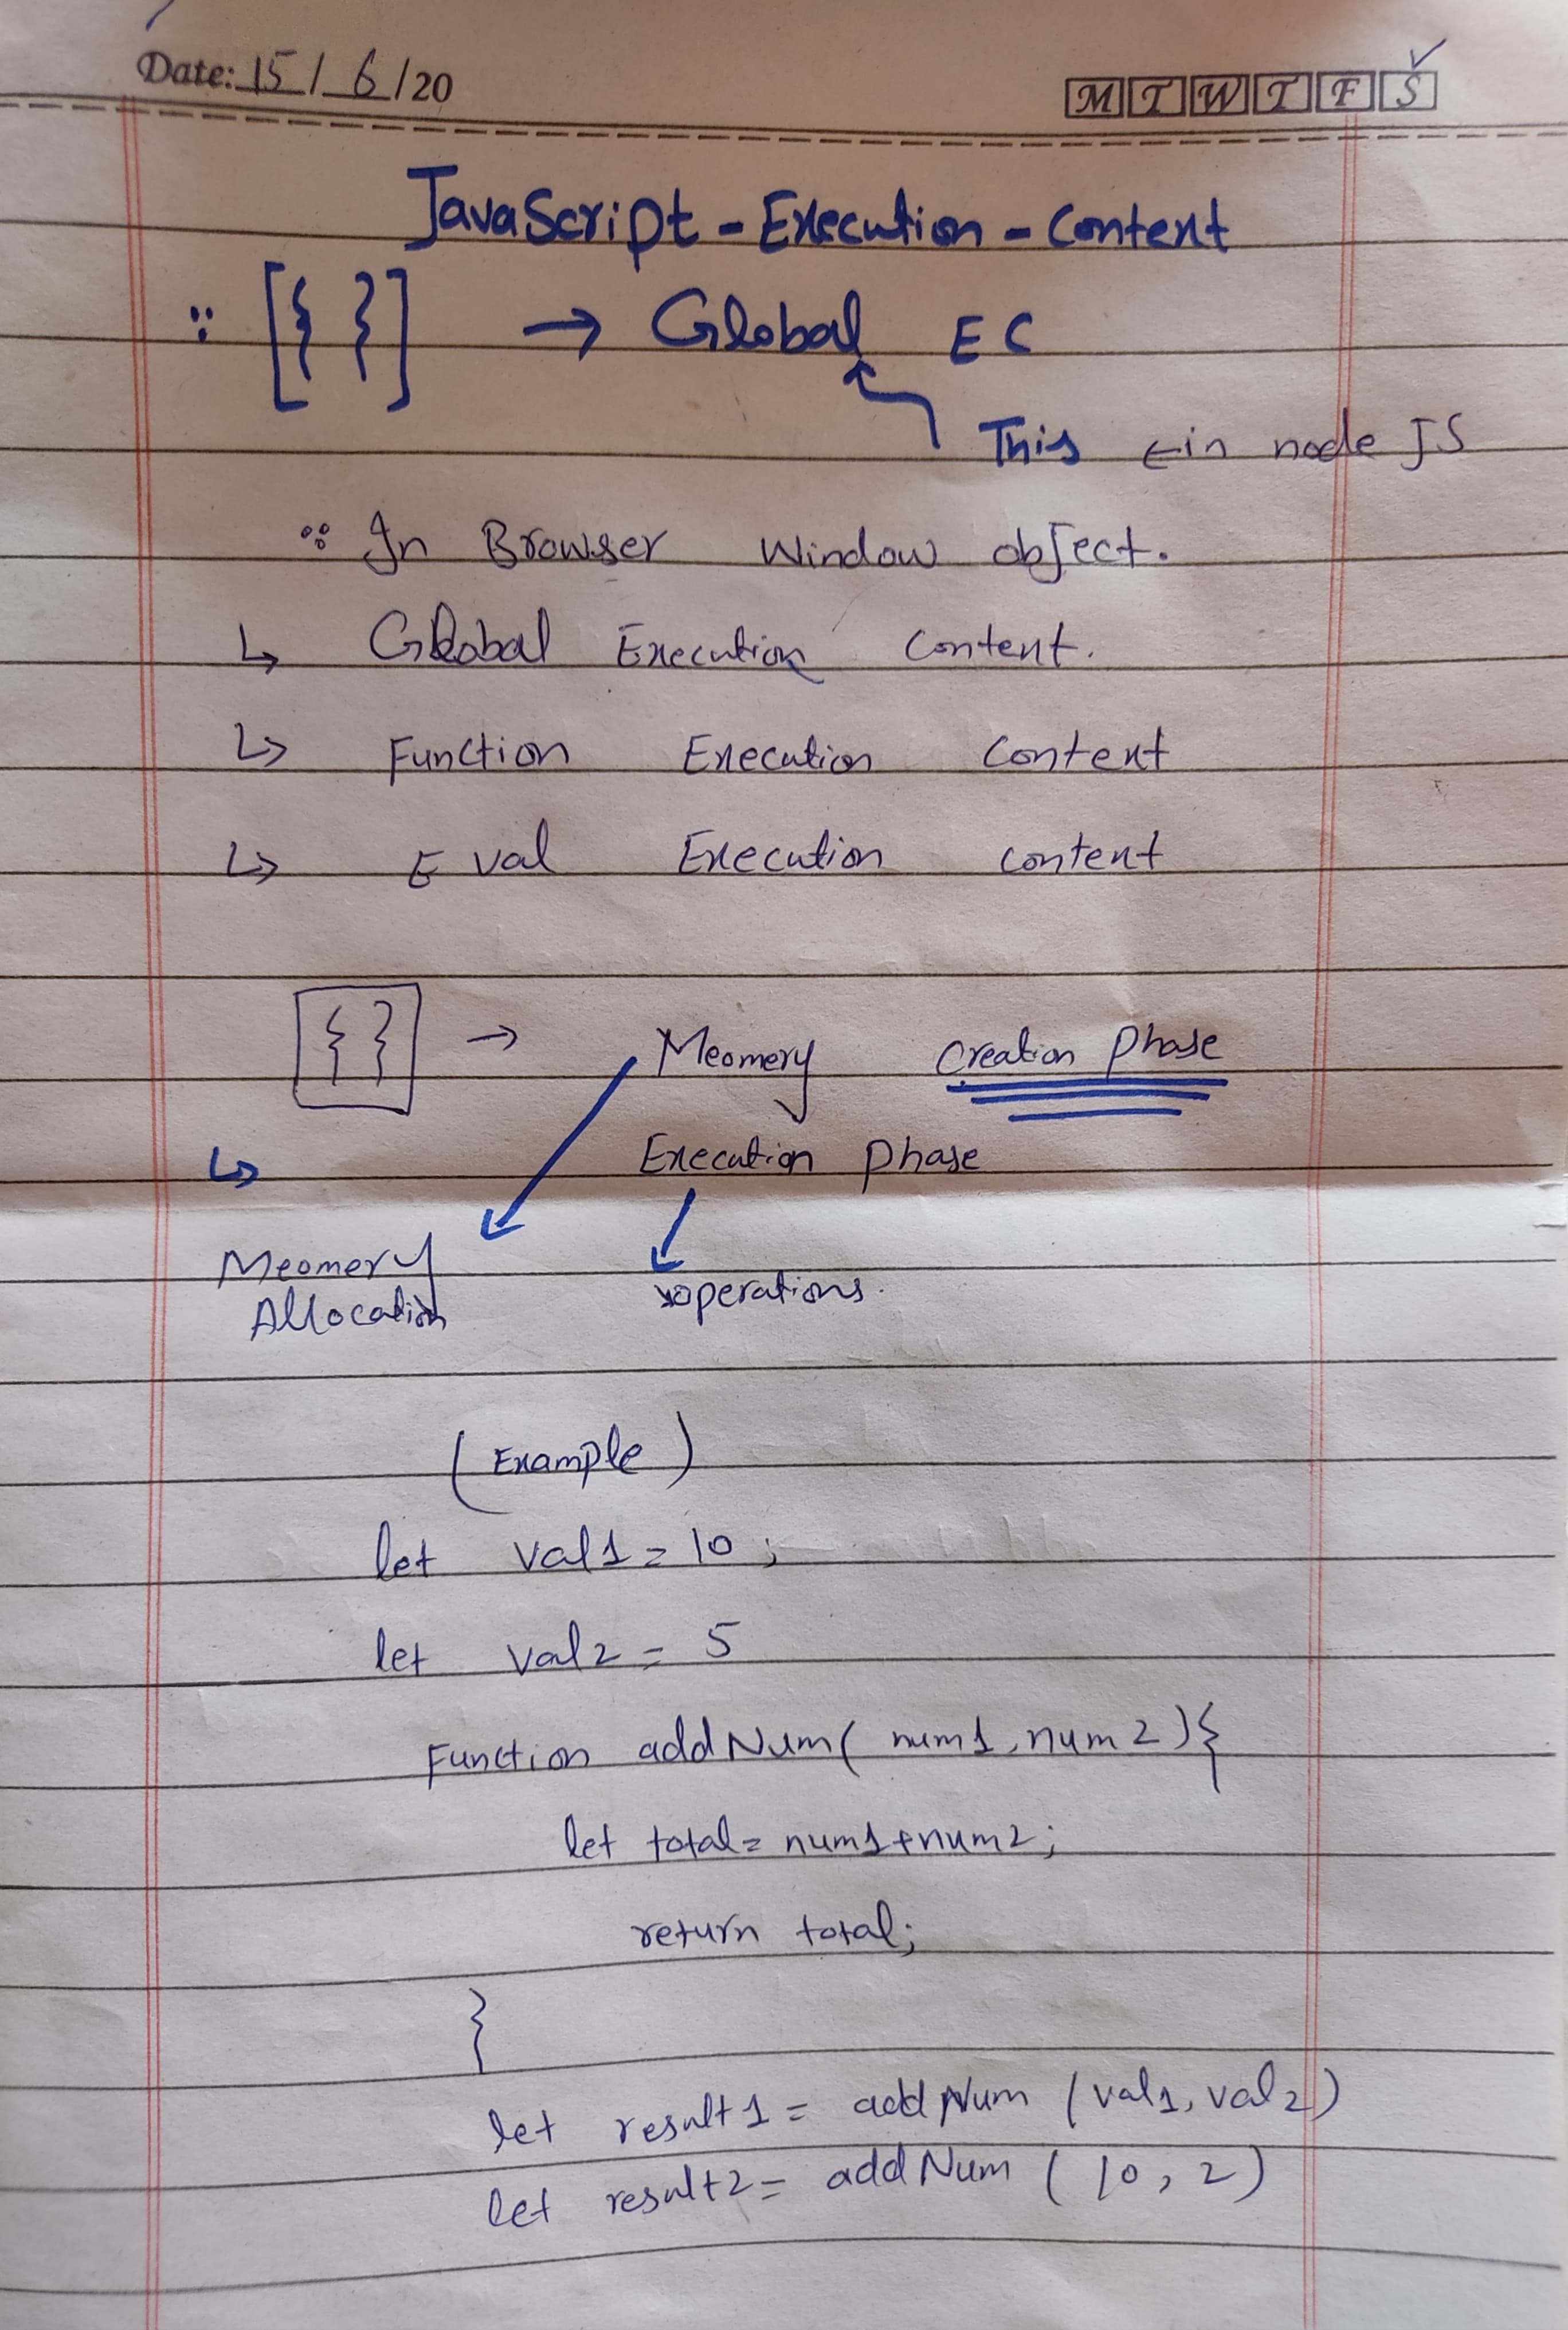 Date: 15/6/20 M T W T F S
JavaScript - Execution - Content
[{ }] → Global EC
This ← in node JS
In Browser Window object.
↳ Global Execution Content.
↳ Function Execution Content
↳ Eval Execution content
{ } → Meomery Creation Phase
↳ Execution phase
Meomery
Allocation
operations.
(Example)
let val1 = 10;
let val2 = 5
Function addNum( num1, num2){
let total = num1+num2;
return total;
}
let result1 = addNum (val1, val2)
let result2 = addNum (10, 2)